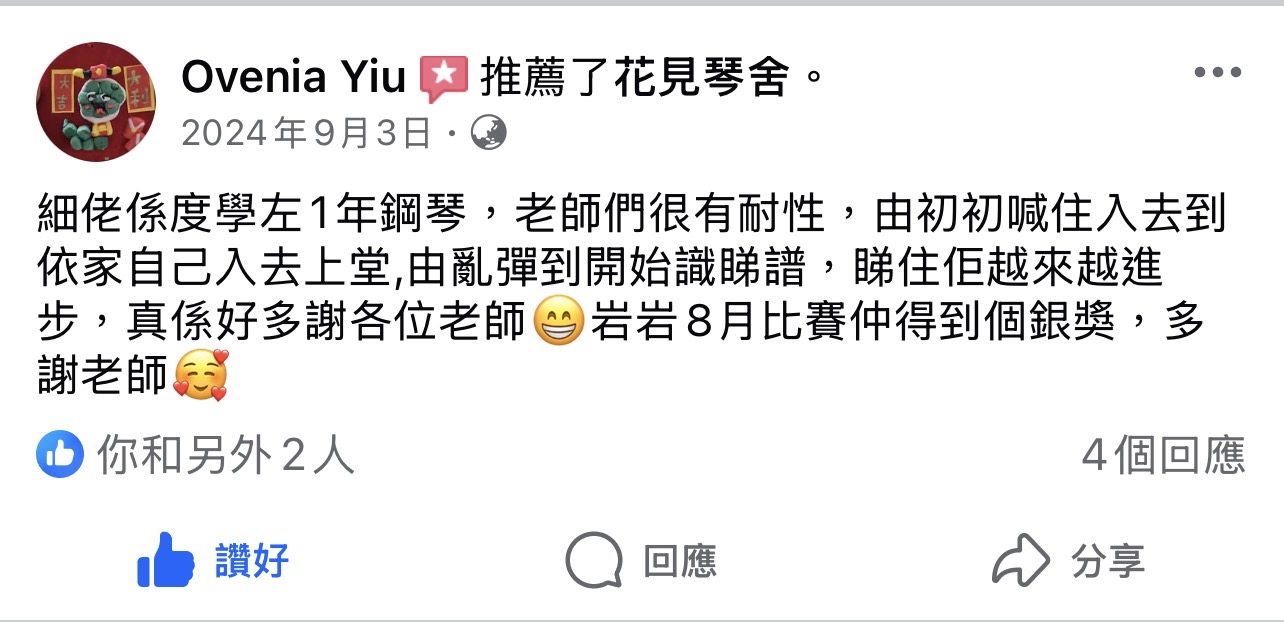 Ovenia Yiu 推薦了花見琴舍。
2024年9月3日 ·
細佬係度學左1年鋼琴，老師們很有耐性，由初初喊住入去到
依家自己入去上堂,由亂彈到開始識睇譜，睇住佢越來越進
步，真係好多謝各位老師😁岩岩8月比賽仲得到個銀獎，多
謝老師🥰
你和另外2人
4個回應
讚好
回應
分享
大吉
大利